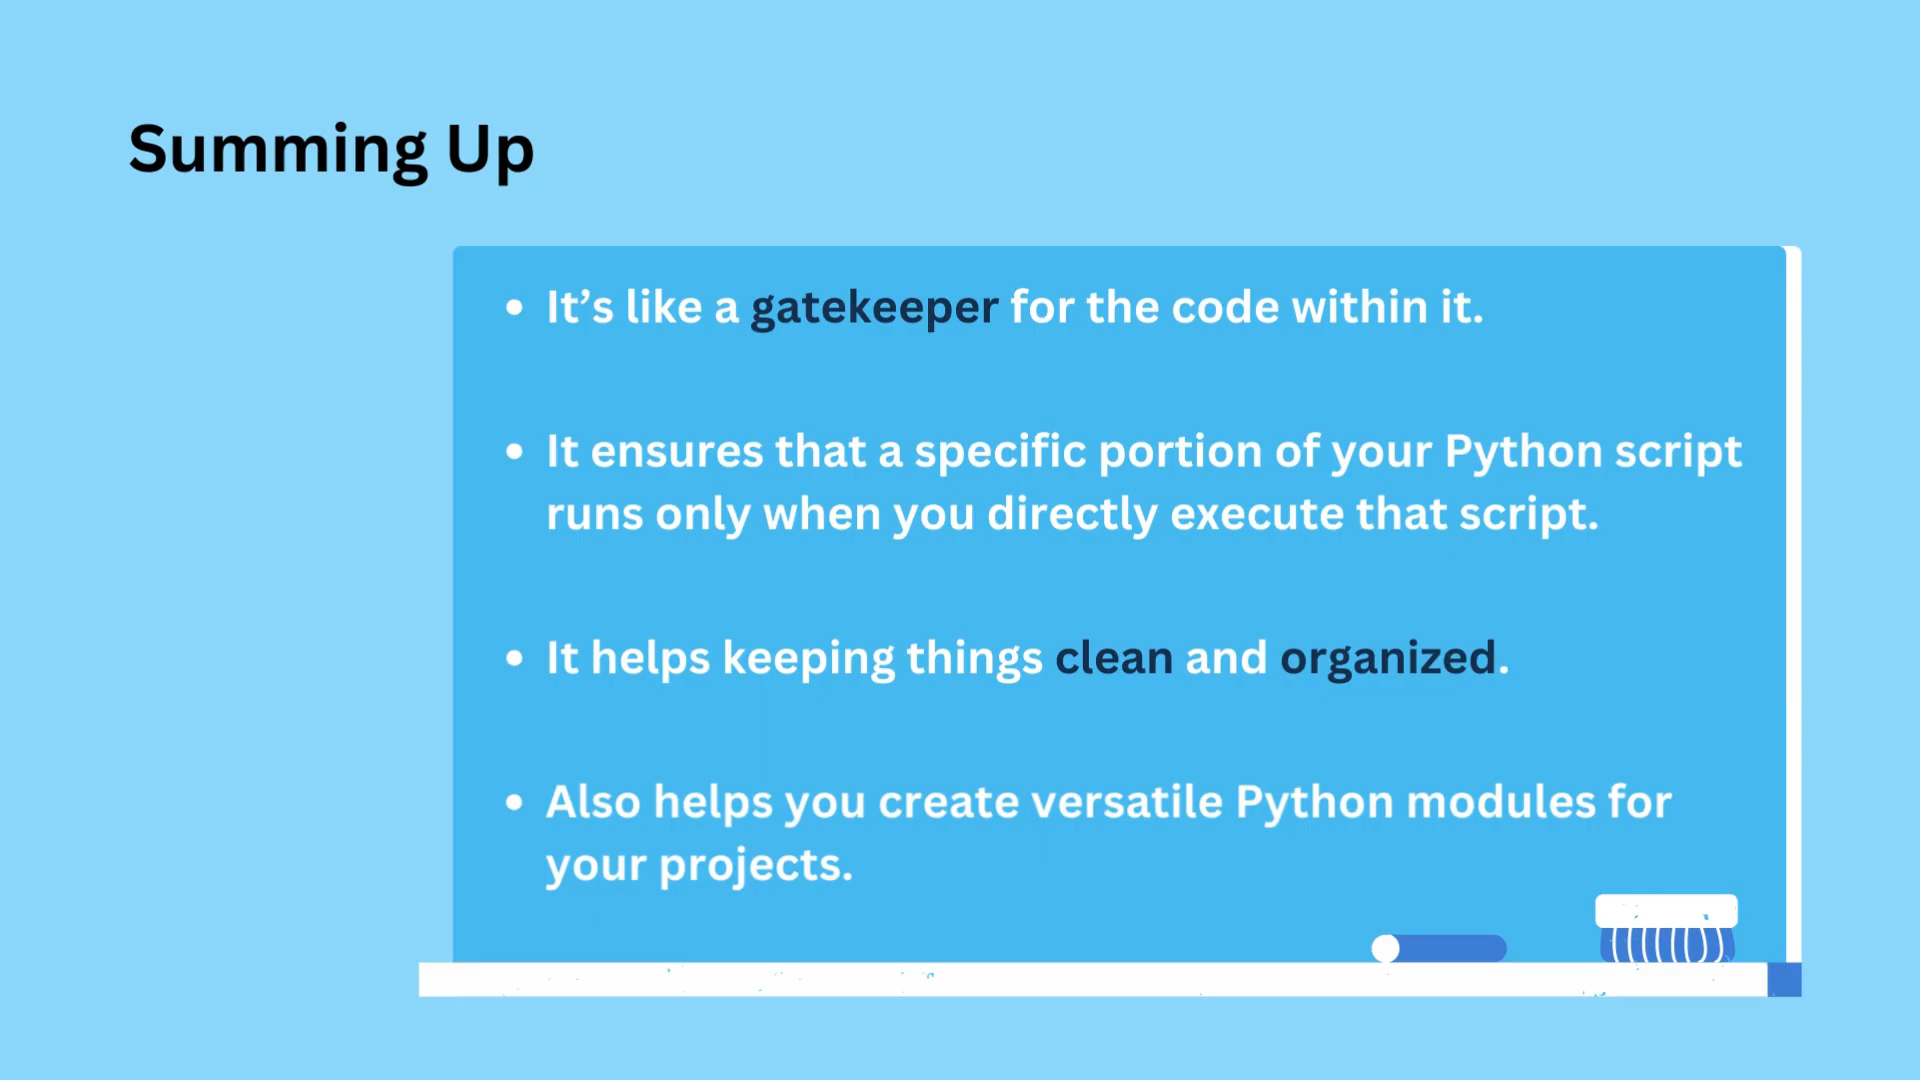 Summing Up
• It’s like a gatekeeper for the code within it.
• It ensures that a specific portion of your Python script
runs only when you directly execute that script.
• It helps keeping things clean and organized.
• Also helps you create versatile Python modules for
your projects.